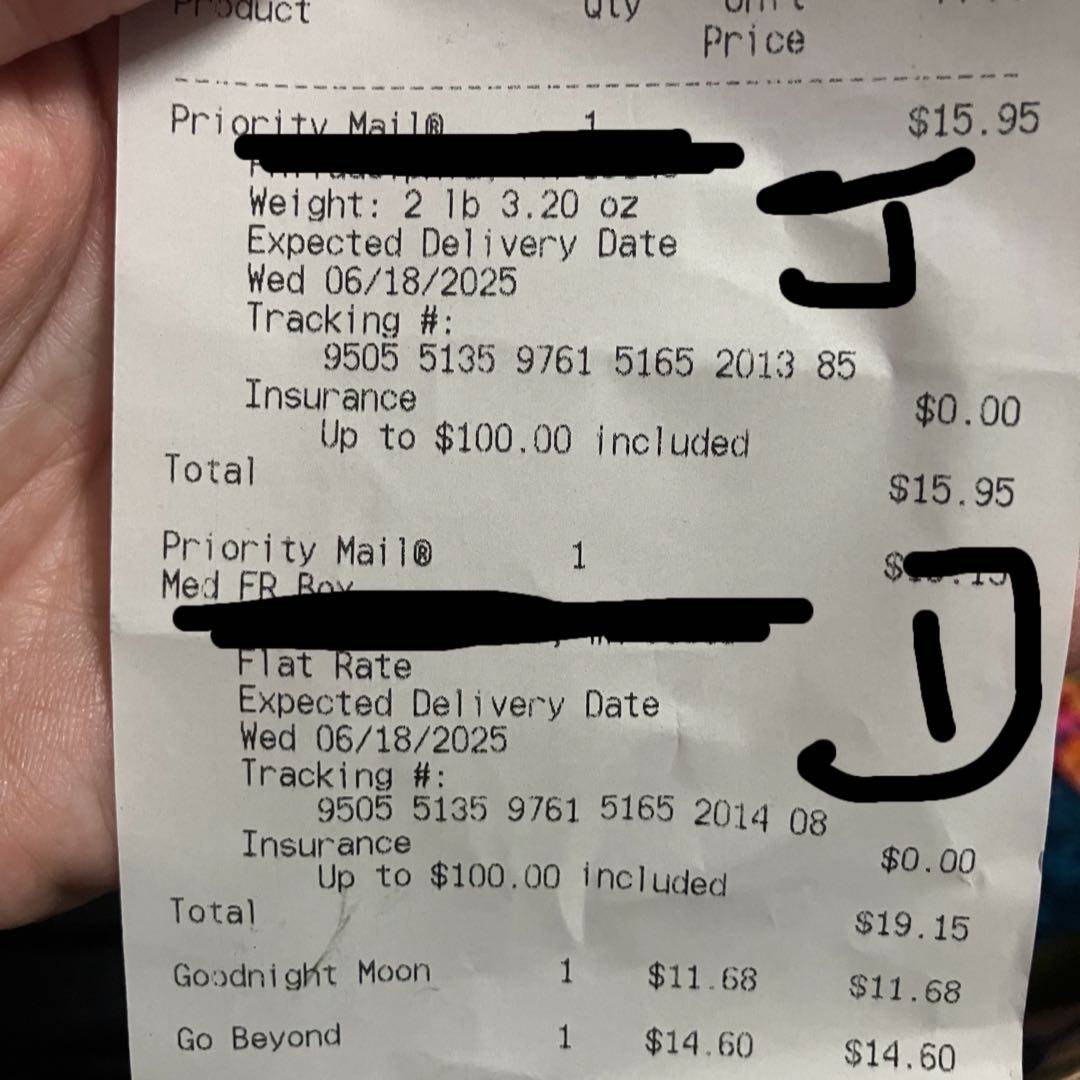 Product Qty Unit
Price
Priority Mail® 1 $15.95
Weight: 2 lb 3.20 oz
Expected Delivery Date
Wed 06/18/2025
Tracking #:
9505 5135 9761 5165 2013 85
Insurance $0.00
Up to $100.00 included
Total $15.95
Priority Mail® 1
Med FR Box
Flat Rate
Expected Delivery Date
Wed 06/18/2025
Tracking #:
9505 5135 9761 5165 2014 08
Insurance $0.00
Up to $100.00 included
Total $19.15
Goodnight Moon 1 $11.68 $11.68
Go Beyond 1 $14.60 $14.60